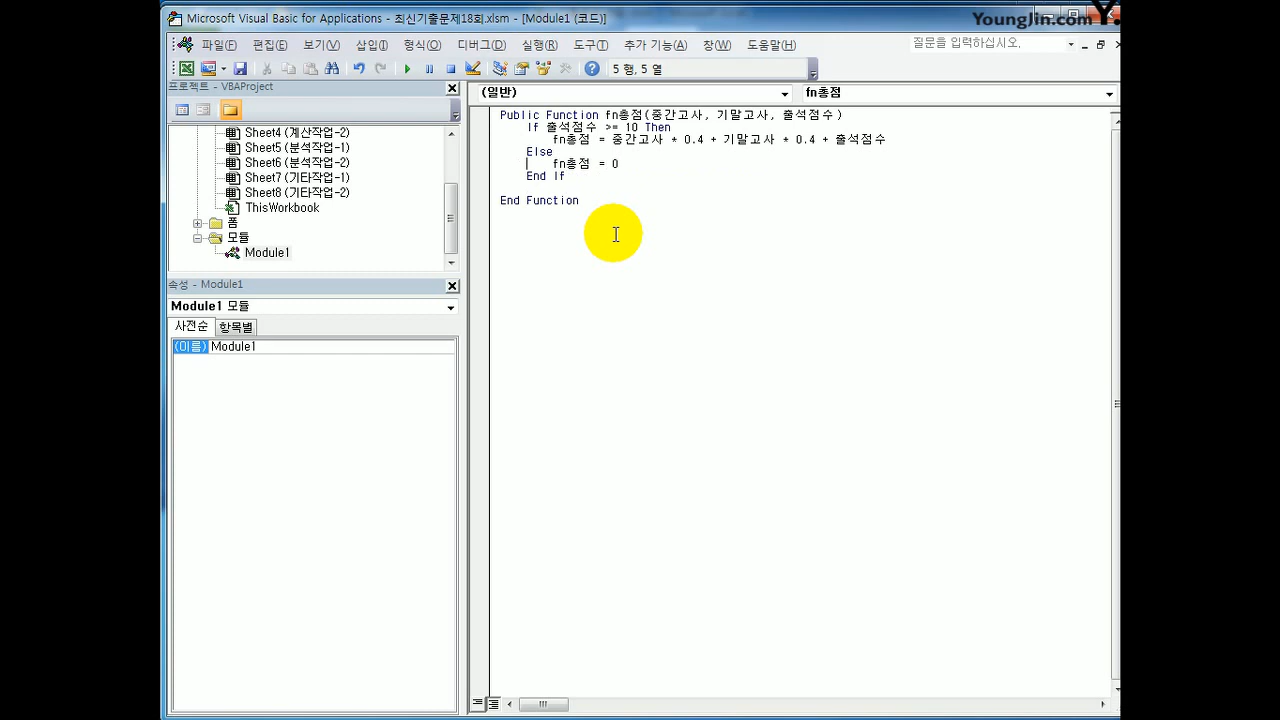 Microsoft Visual Basic for Applications - 최신기출문제18회.xlsm - [Module1 (코드)]
YoungJin.com Y.
파일(F) 편집(E) 보기(V) 삽입(I) 형식(O) 디버그(D) 실행(R) 도구(T) 추가 기능(A) 창(W) 도움말(H) 질문을 입력하십시오.
5 행, 5 열
프로젝트 - VBAProject
(일반) fn총점
Sheet4 (계산작업-2)
Sheet5 (분석작업-1)
Sheet6 (분석작업-2)
Sheet7 (기타작업-1)
Sheet8 (기타작업-2)
ThisWorkbook
폼
모듈
Module1
속성 - Module1
Module1 모듈
사전순 항목별
(이름) Module1
Public Function fn총점(중간고사, 기말고사, 출석점수)
If 출석점수 >= 10 Then
fn총점 = 중간고사 * 0.4 + 기말고사 * 0.4 + 출석점수
Else
fn총점 = 0
End If
End Function